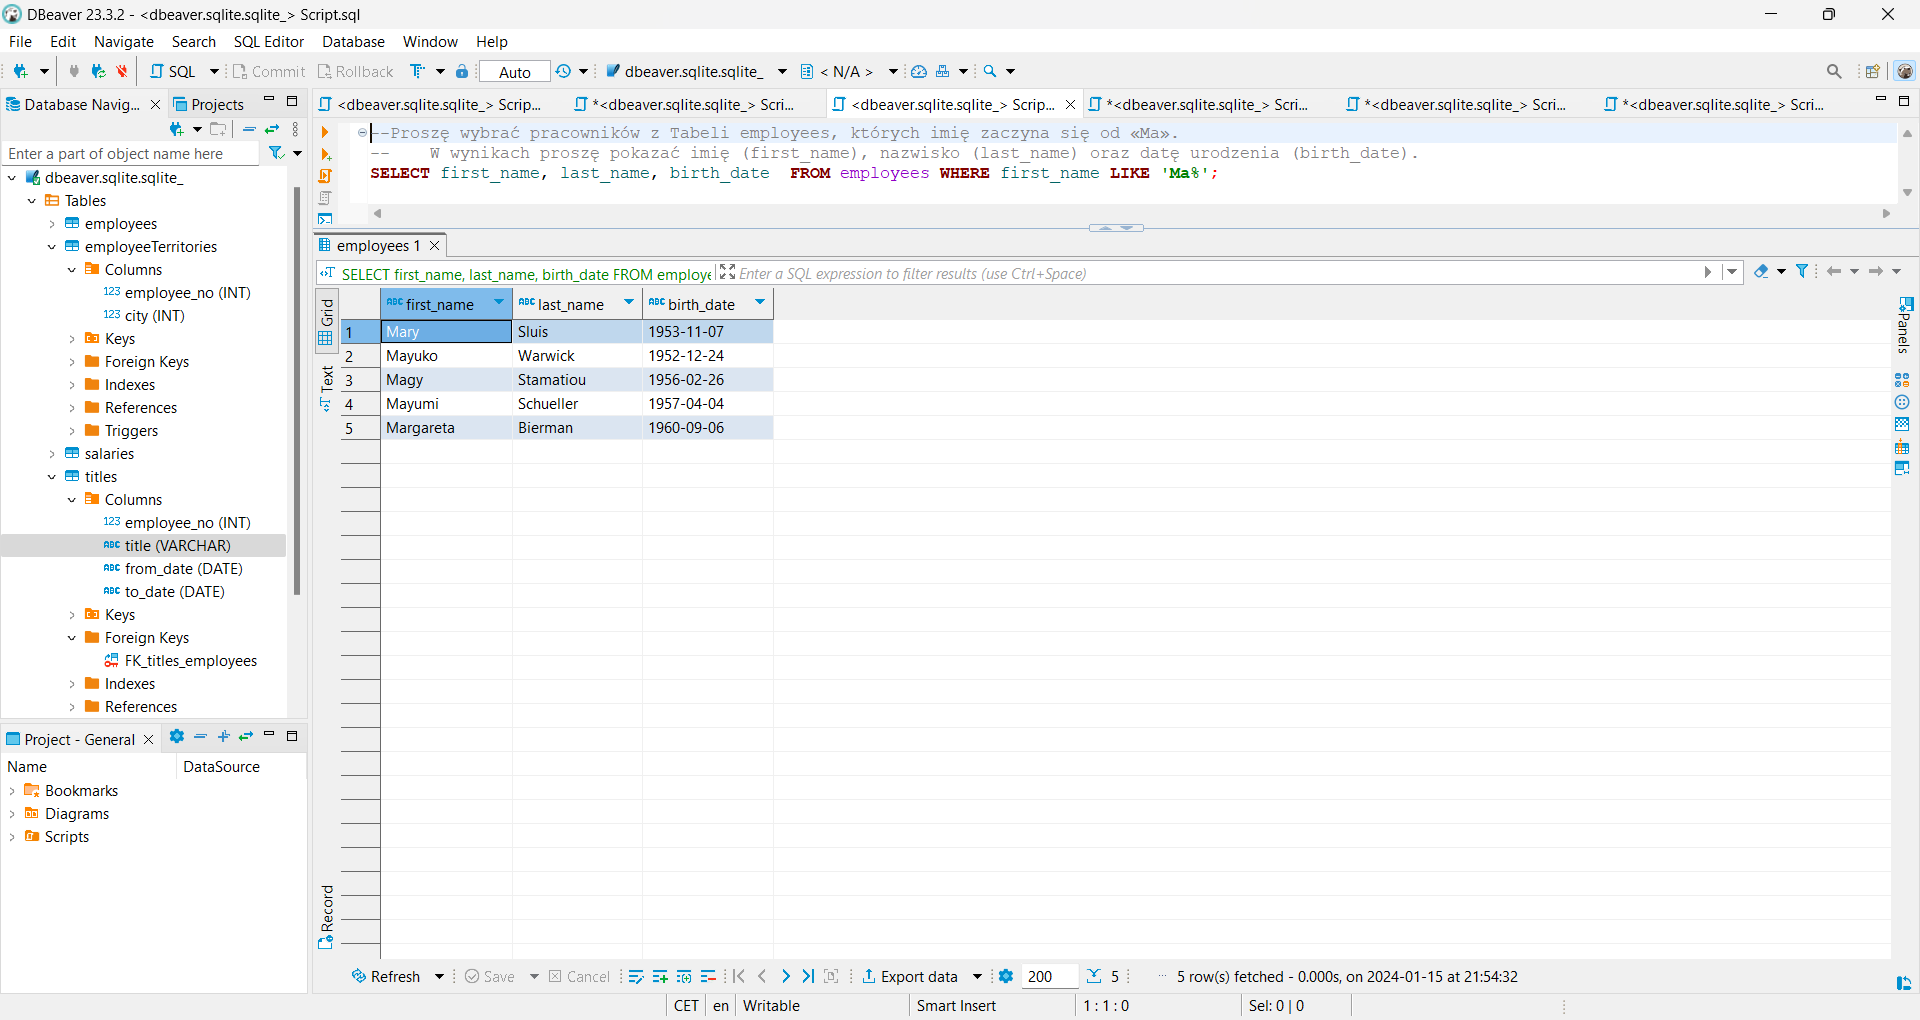 DBeaver 23.3.2 - <dbeaver.sqlite.sqlite_> Script.sql
File Edit Navigate Search SQL Editor Database Window Help
SQL Commit Rollback Auto dbeaver.sqlite.sqlite_ < N/A >
Database Navig... Projects
<dbeaver.sqlite.sqlite_> Scrip... *<dbeaver.sqlite.sqlite_> Scri... <dbeaver.sqlite.sqlite_> Scrip... *<dbeaver.sqlite.sqlite_> Scri... *<dbeaver.sqlite.sqlite_> Scri... *<dbeaver.sqlite.sqlite_> Scri...
Enter a part of object name here
dbeaver.sqlite.sqlite_
Tables
employees
employeeTerritories
Columns
123 employee_no (INT)
123 city (INT)
Keys
Foreign Keys
Indexes
References
Triggers
salaries
titles
Columns
123 employee_no (INT)
ABC title (VARCHAR)
ABC from_date (DATE)
ABC to_date (DATE)
Keys
Foreign Keys
FK_titles_employees
Indexes
References
Project - General
Name DataSource
Bookmarks
Diagrams
Scripts
--Proszę wybrać pracowników z Tabeli employees, których imię zaczyna się od «Ma».
-- W wynikach proszę pokazać imię (first_name), nazwisko (last_name) oraz datę urodzenia (birth_date).
SELECT first_name, last_name, birth_date FROM employees WHERE first_name LIKE 'Ma%';
employees 1
SELECT first_name, last_name, birth_date FROM employe
Enter a SQL expression to filter results (use Ctrl+Space)
Grid
Text
Record
Panels
ABC first_name ABC last_name ABC birth_date
1 Mary Sluis 1953-11-07
2 Mayuko Warwick 1952-12-24
3 Magy Stamatiou 1956-02-26
4 Mayumi Schueller 1957-04-04
5 Margareta Bierman 1960-09-06
Refresh Save Cancel Export data 200 5 ··· 5 row(s) fetched - 0.000s, on 2024-01-15 at 21:54:32
CET en Writable Smart Insert 1 : 1 : 0 Sel: 0 | 0